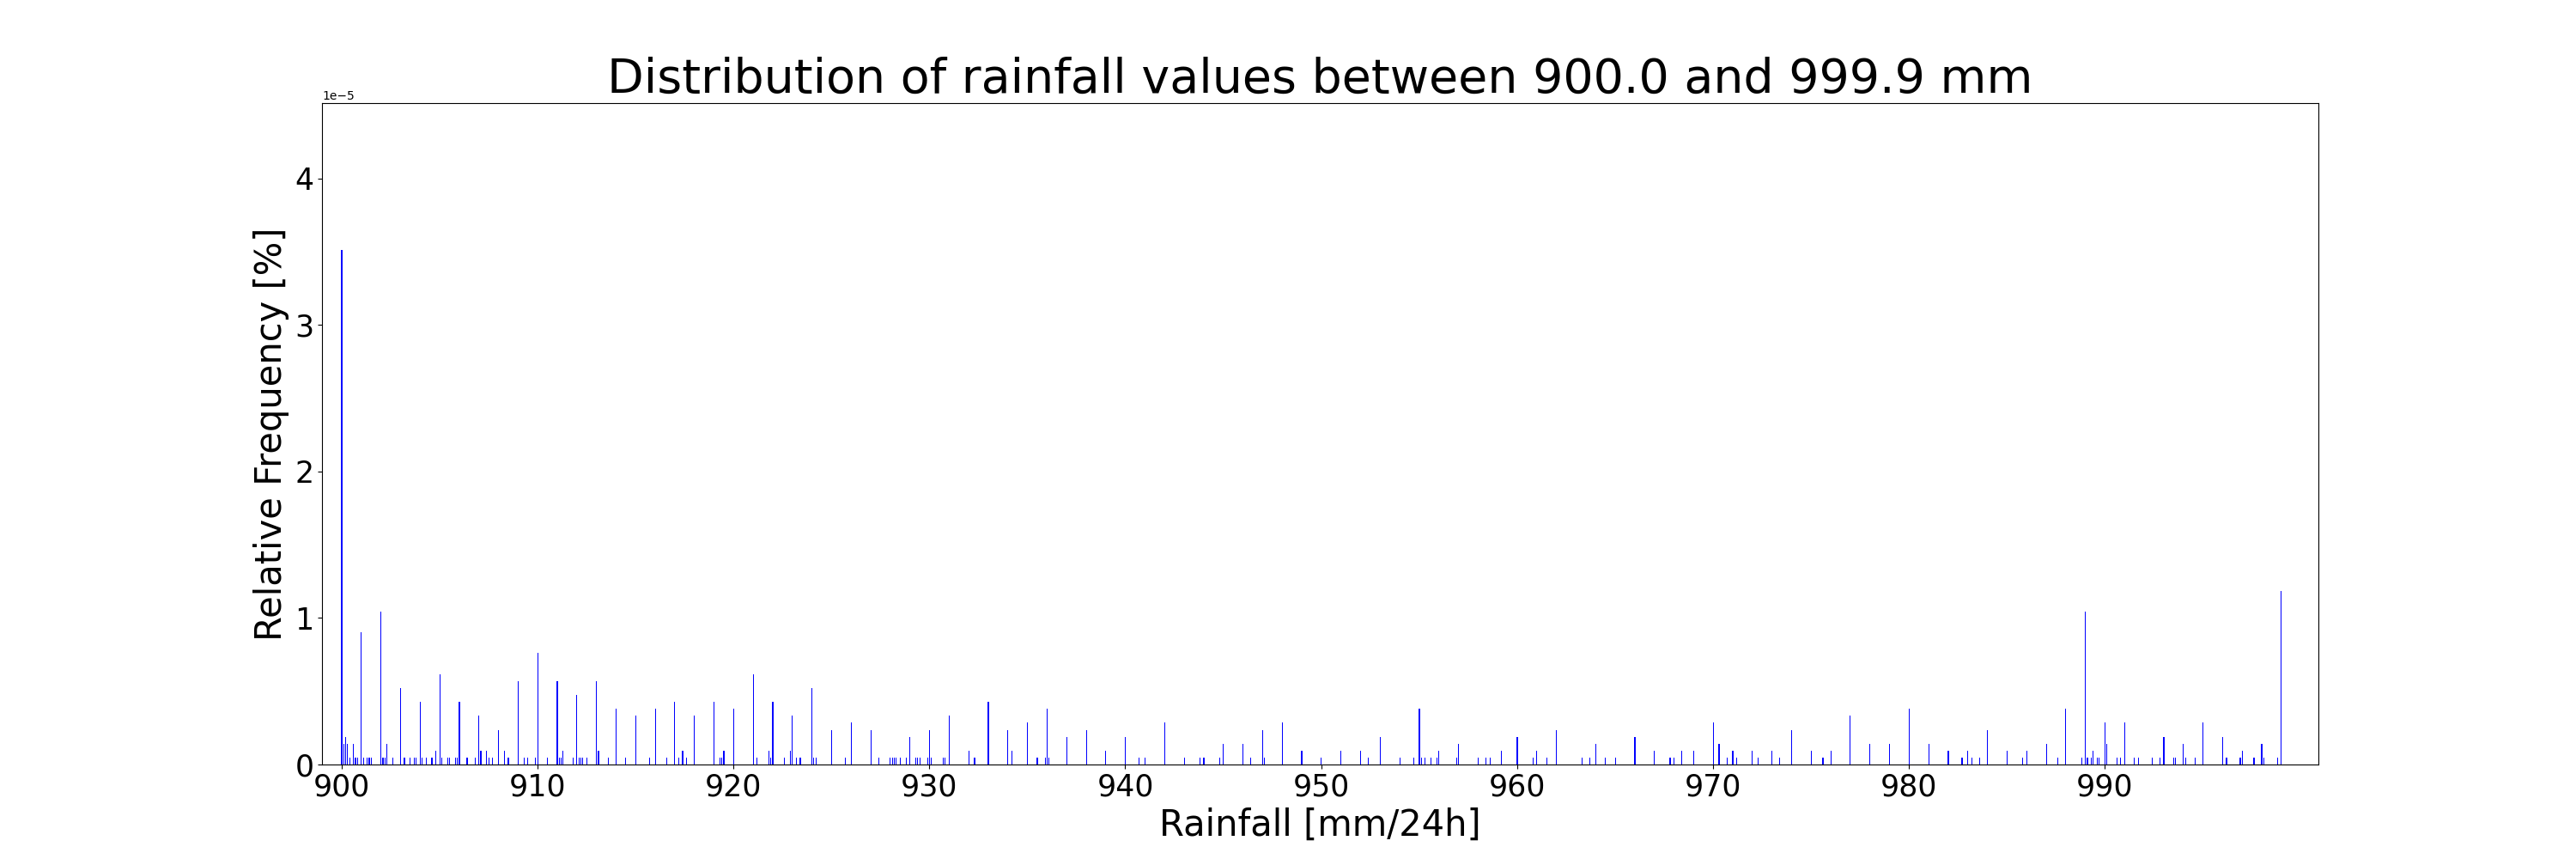 Distribution of rainfall values between 900.0 and 999.9 mm
1e−5
4
3
2
1
0
Relative Frequency [%]
900 910 920 930 940 950 960 970 980 990
Rainfall [mm/24h]